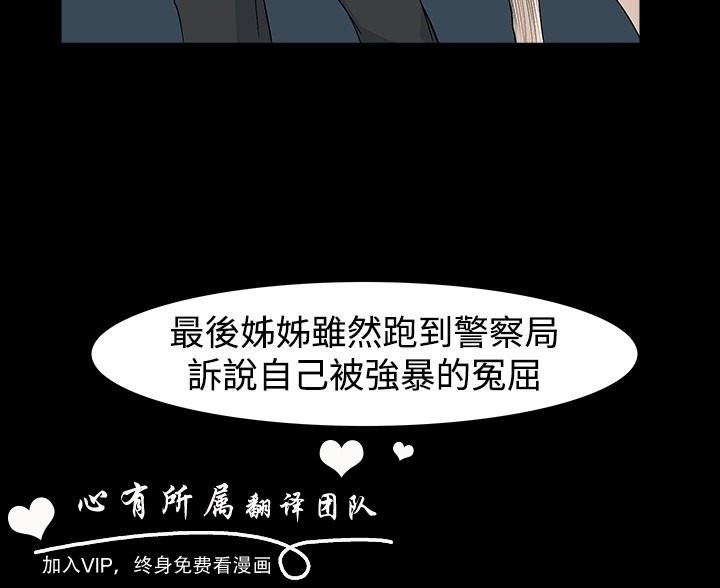 最後姊姊雖然跑到警察局
訴說自己被強暴的冤屈
心有所属翻译团队
加入VIP，终身免费看漫画